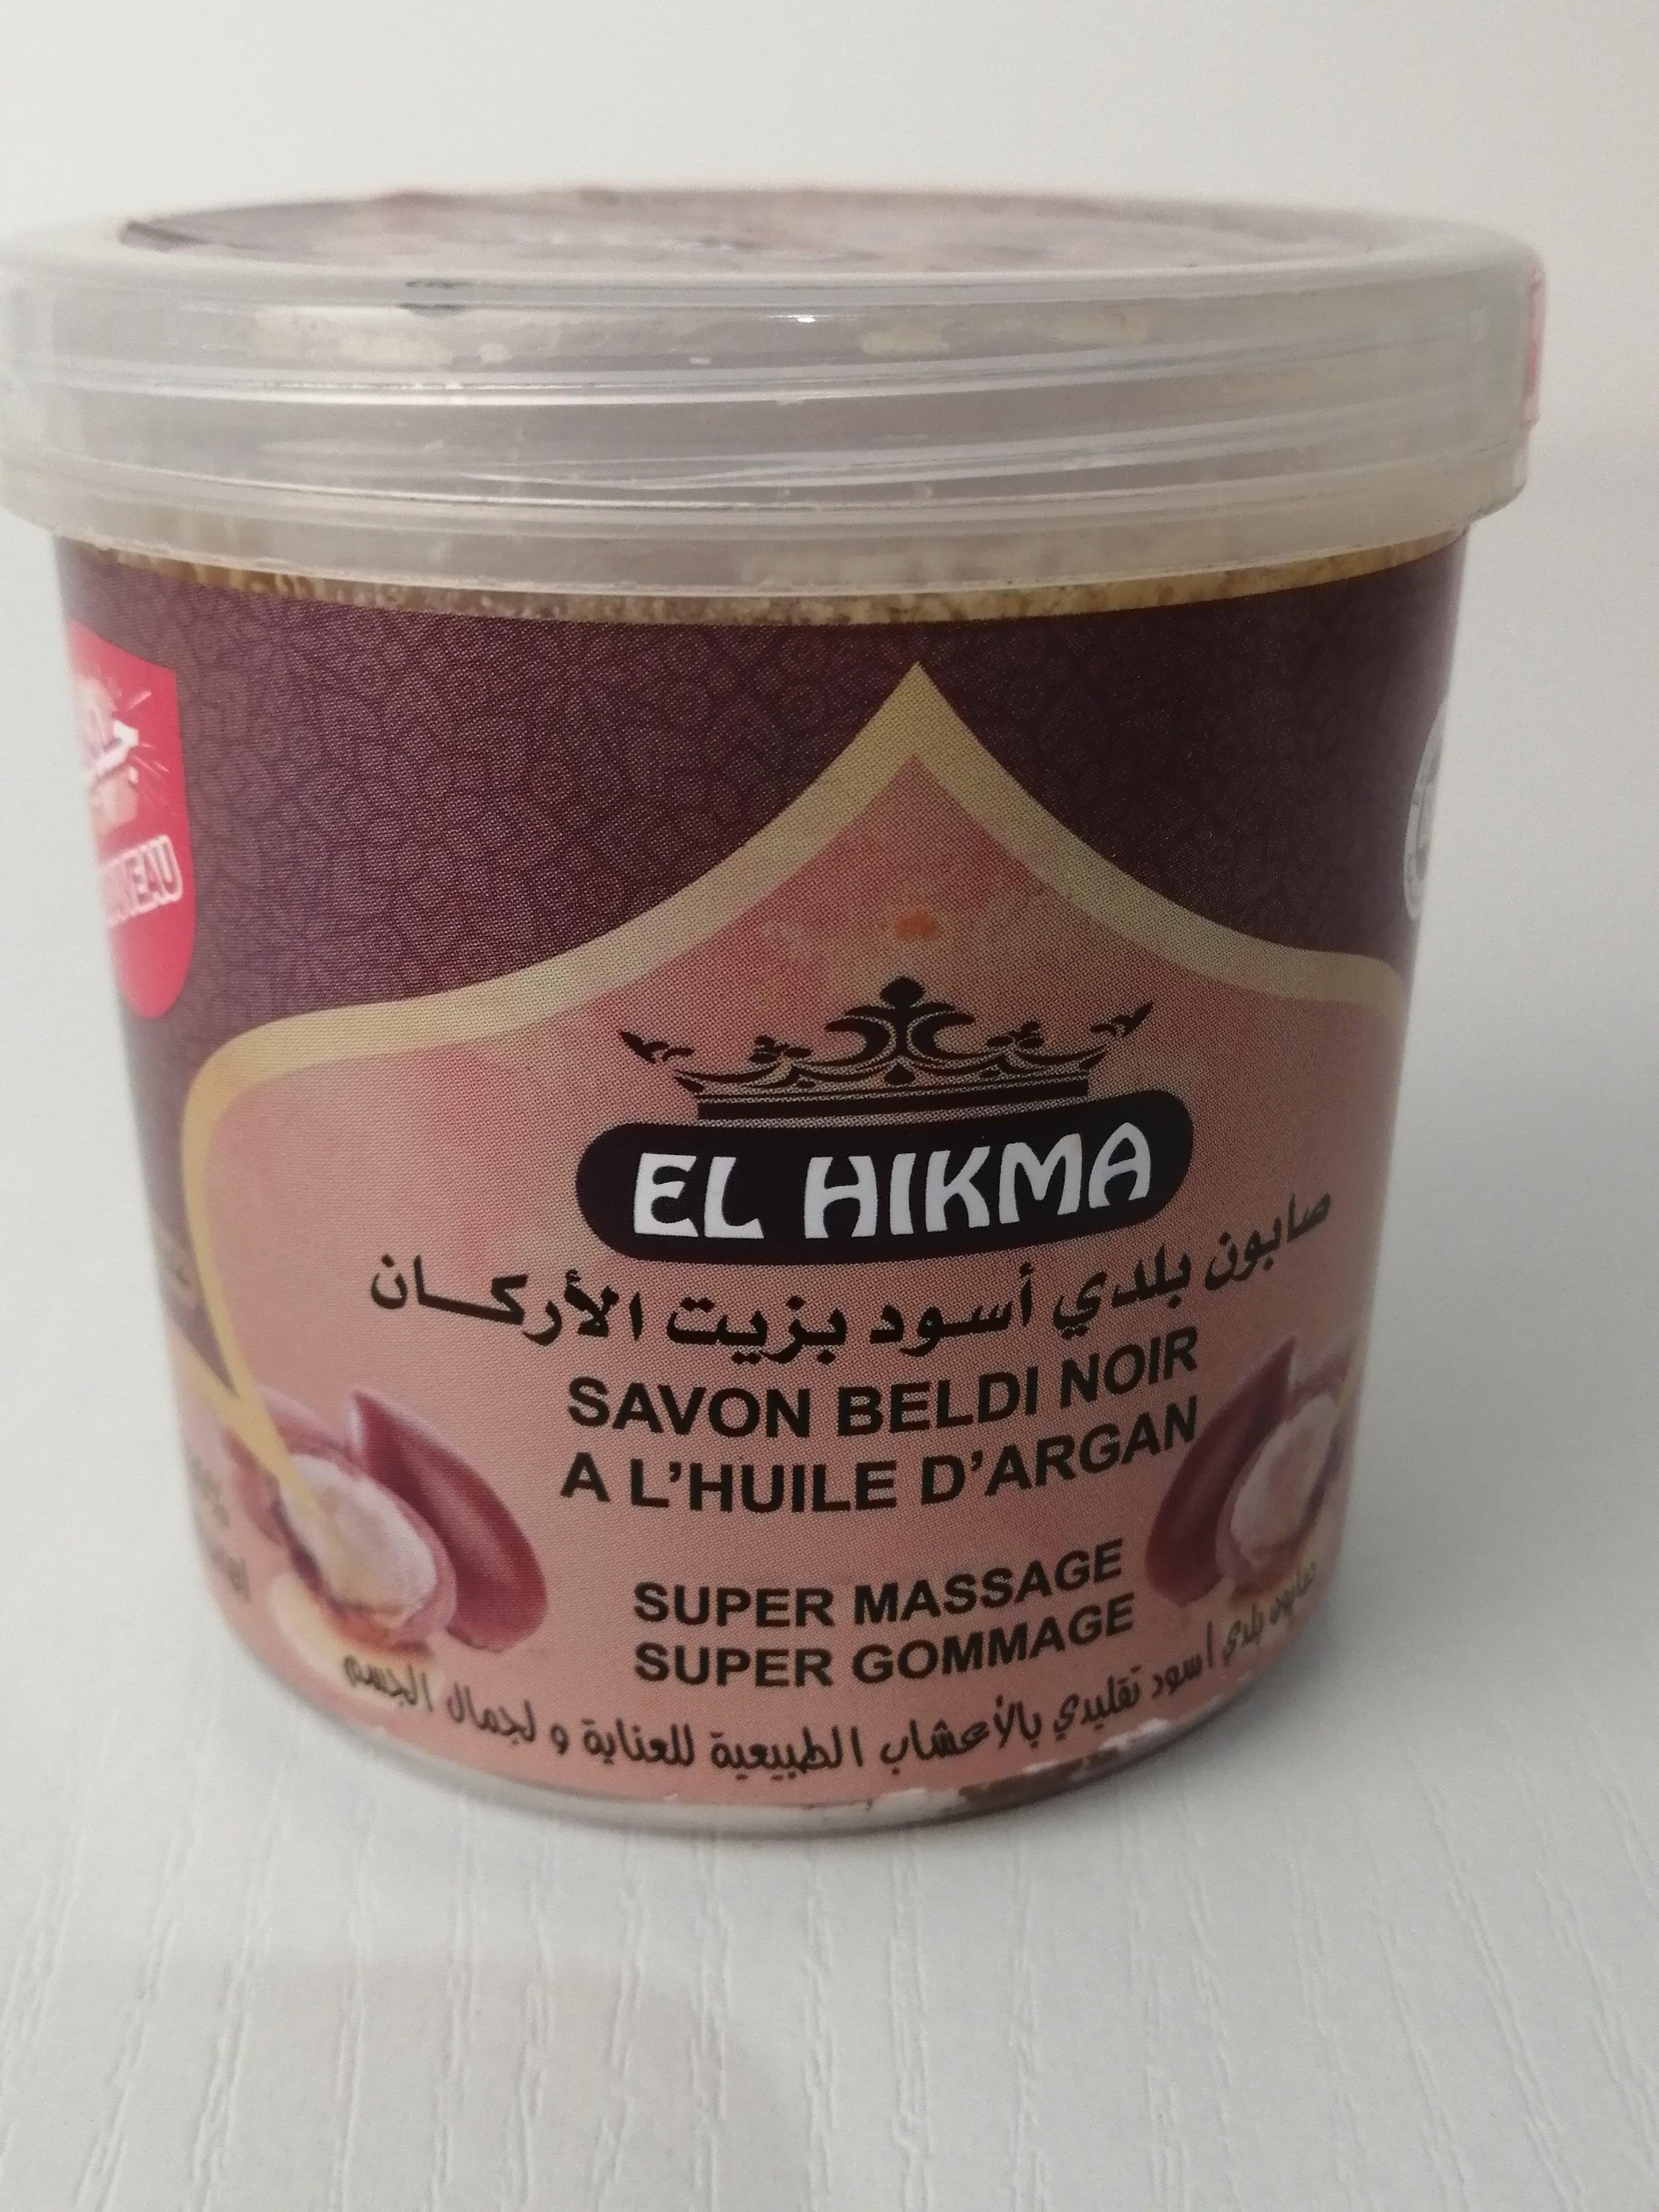 جديد
EL HIKMA
صابون بلدي أسود بزيت الأركان
SAVON BELDI NOIR
A L'HUILE D'ARGAN
SUPER MASSAGE
SUPER GOMMAGE
صابون بلدي أسود تقليدي بالأعشاب الطبيعية للعناية و لجمال الجسم